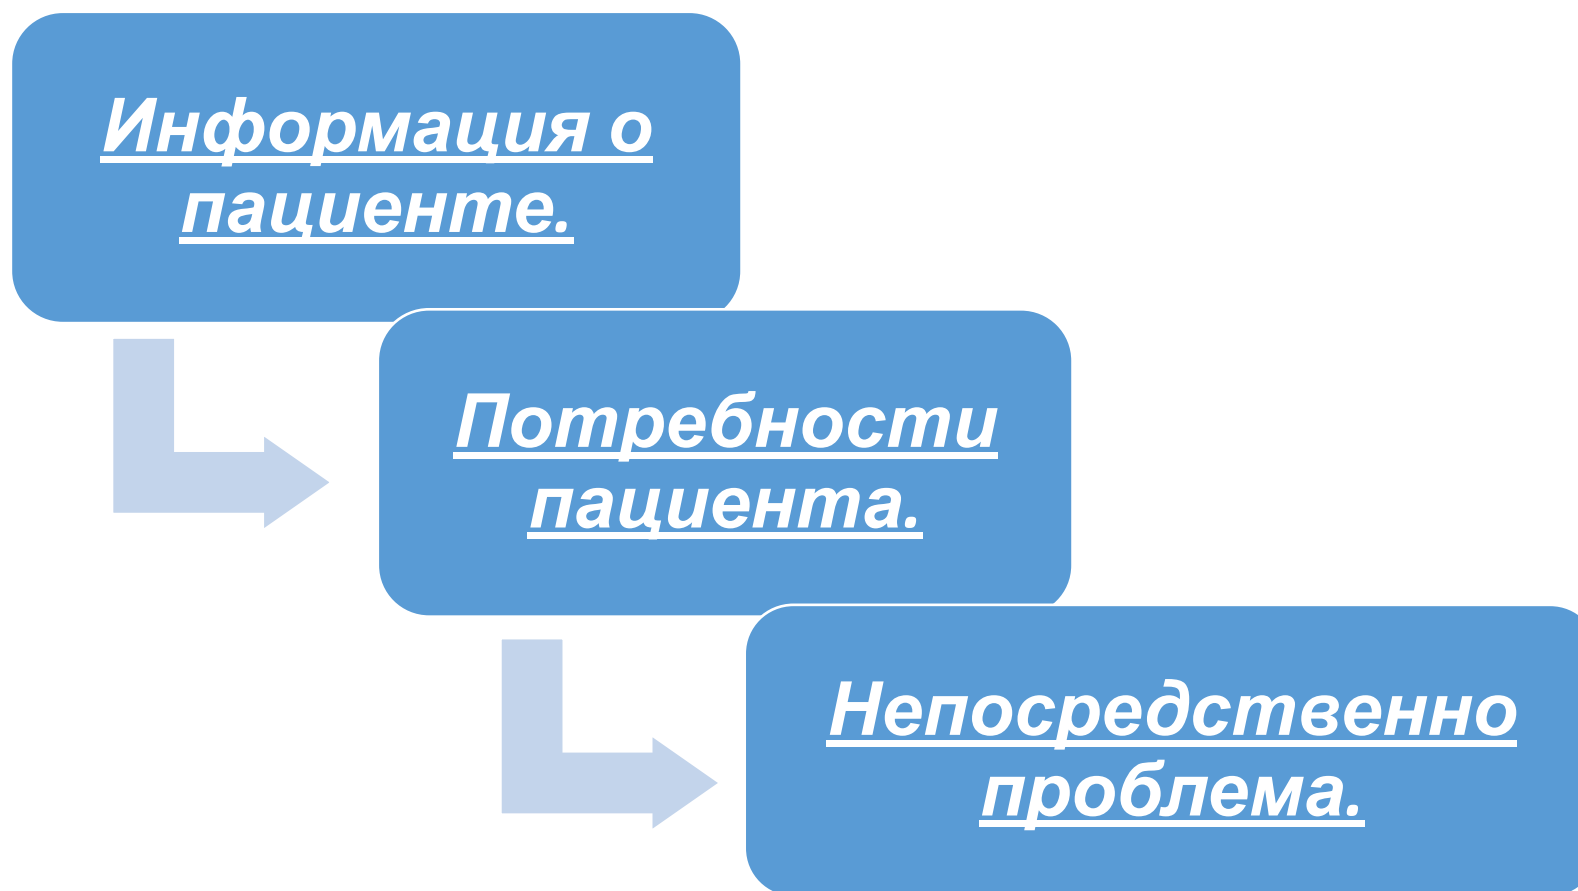 Информация о
пациенте.
Потребности
пациента.
Непосредственно
проблема.